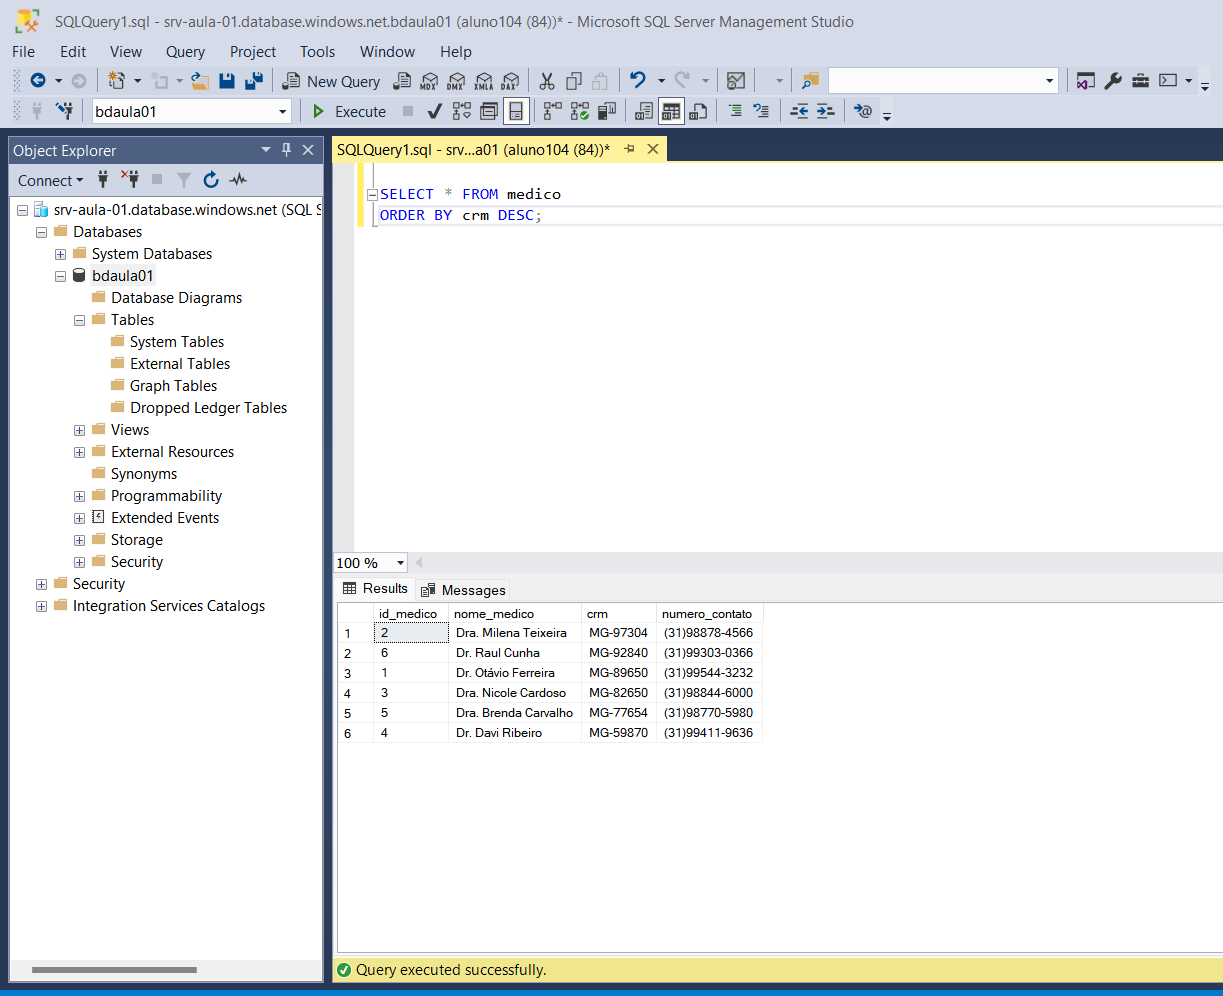 SQLQuery1.sql - srv-aula-01.database.windows.net.bdaula01 (aluno104 (84))* - Microsoft SQL Server Management Studio
File Edit View Query Project Tools Window Help
New Query MDX DMX XMLA DAX
bdaula01 Execute
Object Explorer
Connect
srv-aula-01.database.windows.net (SQL S
Databases
System Databases
bdaula01
Database Diagrams
Tables
System Tables
External Tables
Graph Tables
Dropped Ledger Tables
Views
External Resources
Synonyms
Programmability
Extended Events
Storage
Security
Security
Integration Services Catalogs
SQLQuery1.sql - srv...a01 (aluno104 (84))*
SELECT * FROM medico
ORDER BY crm DESC;
100 %
Results Messages
id_medico nome_medico crm numero_contato
1 2 Dra. Milena Teixeira MG-97304 (31)98878-4566
2 6 Dr. Raul Cunha MG-92840 (31)99303-0366
3 1 Dr. Otávio Ferreira MG-89650 (31)99544-3232
4 3 Dra. Nicole Cardoso MG-82650 (31)98844-6000
5 5 Dra. Brenda Carvalho MG-77654 (31)98770-5980
6 4 Dr. Davi Ribeiro MG-59870 (31)99411-9636
Query executed successfully.